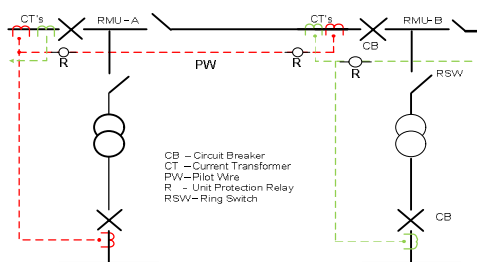 CT's RMU-A CT's RMU-B
CB
R PW R R RSW
CB – Circuit Breaker
CT – Current Transformer
PW – Pilot Wire
R - Unit Protection Relay
RSW – Ring Switch
CB